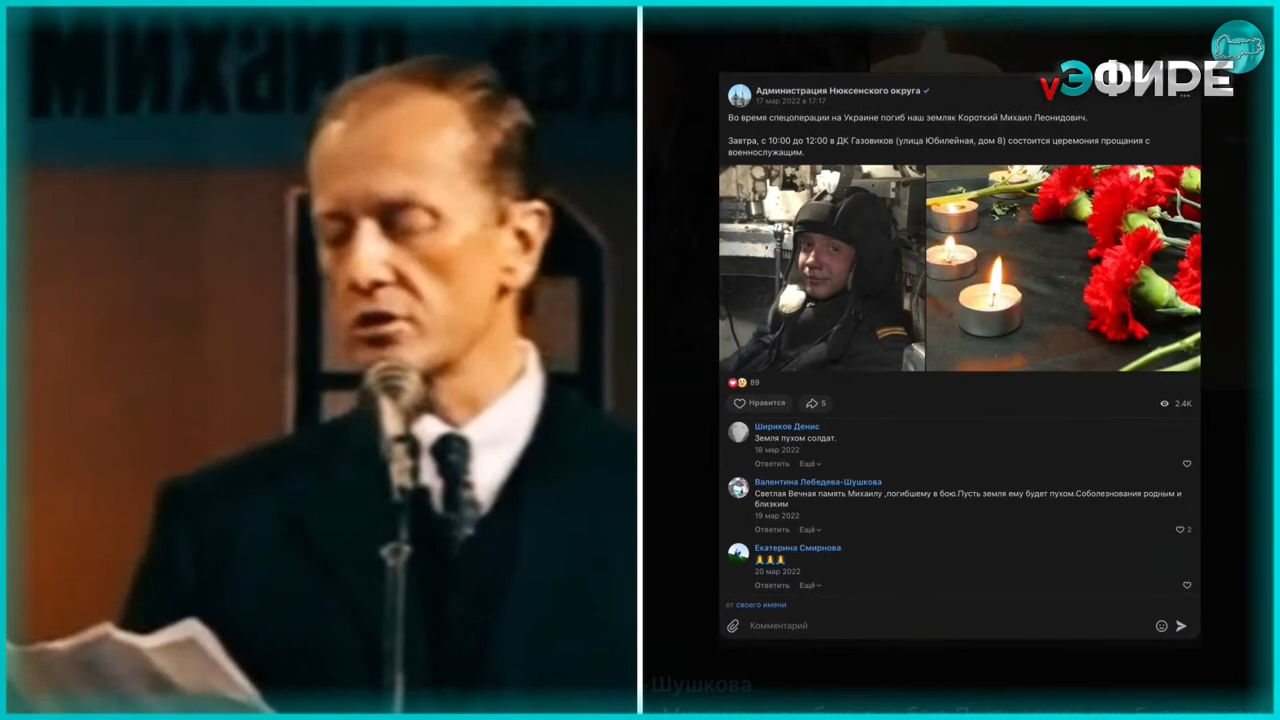 михаил
vЭФИРЕ
Администрация Нюксенского округа
17 мар 2022 в 17:17
Во время спецоперации на Украине погиб наш земляк Короткий Михаил Леонидович.
Завтра, с 10:00 до 12:00 в ДК Газовиков (улица Юбилейная, дом 8) состоится церемония прощания с
военнослужащим.
89
Нравится
5
2.4K
Шириков Денис
Земля пухом солдат.
18 мар 2022
Ответить Ещё
Валентина Лебедева-Шушкова
Светлая Вечная память Михаилу ,погибшему в бою.Пусть земля ему будет пухом.Соболезнования родным и
близким
19 мар 2022
Ответить Ещё
2
Екатерина Смирнова
20 мар 2022
Ответить Ещё
от своего имени
Комментарий
-Шушкова